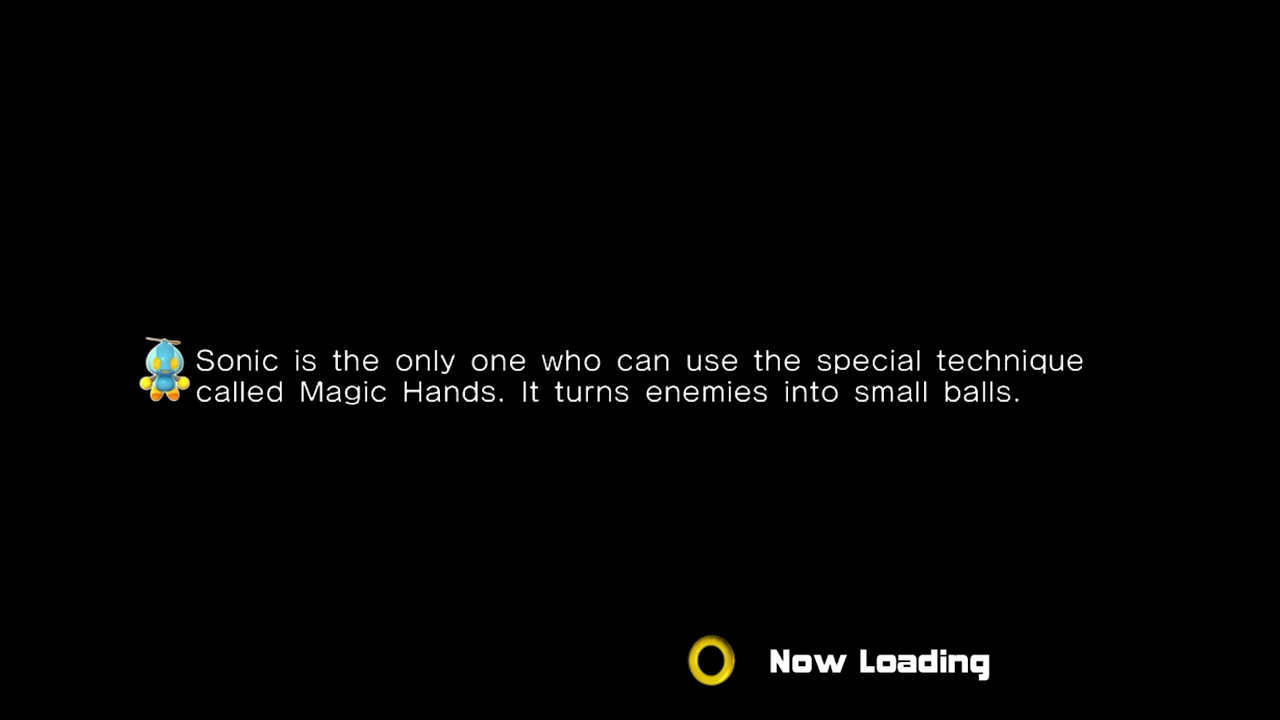 Sonic is the only one who can use the special technique
called Magic Hands. It turns enemies into small balls.
Now Loading